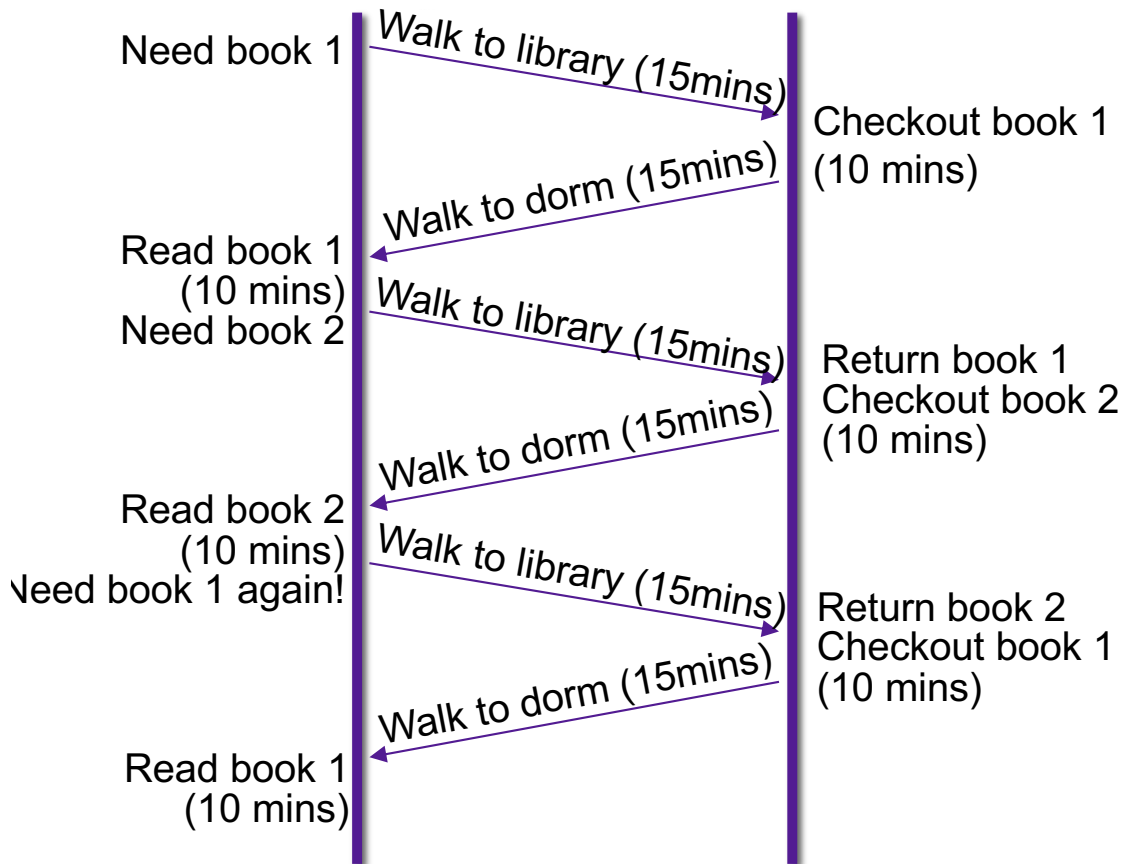 Need book 1
Walk to library (15mins)
Checkout book 1
(10 mins)
Walk to dorm (15mins)
Read book 1
(10 mins)
Need book 2
Walk to library (15mins)
Return book 1
Checkout book 2
(10 mins)
Walk to dorm (15mins)
Read book 2
(10 mins)
Need book 1 again!
Walk to library (15mins)
Return book 2
Checkout book 1
(10 mins)
Walk to dorm (15mins)
Read book 1
(10 mins)